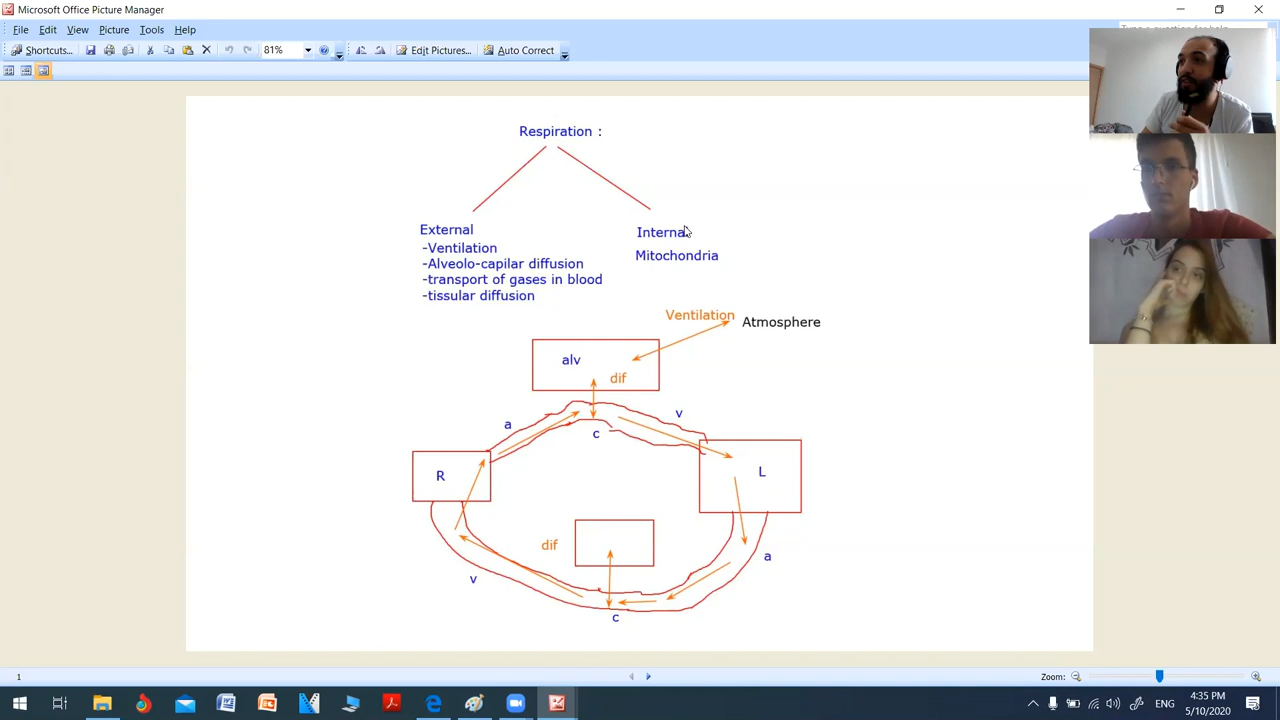 Microsoft Office Picture Manager
File Edit View Picture Tools Help
Shortcuts... 81% Edit Pictures... Auto Correct
Respiration :
External
-Ventilation
-Alveolo-capilar diffusion
-transport of gases in blood
-tissular diffusion
Internal
Mitochondria
Ventilation
Atmosphere
alv
dif
a
v
c
R
L
dif
a
v
c
1
Zoom:
ENG
4:35 PM
5/10/2020